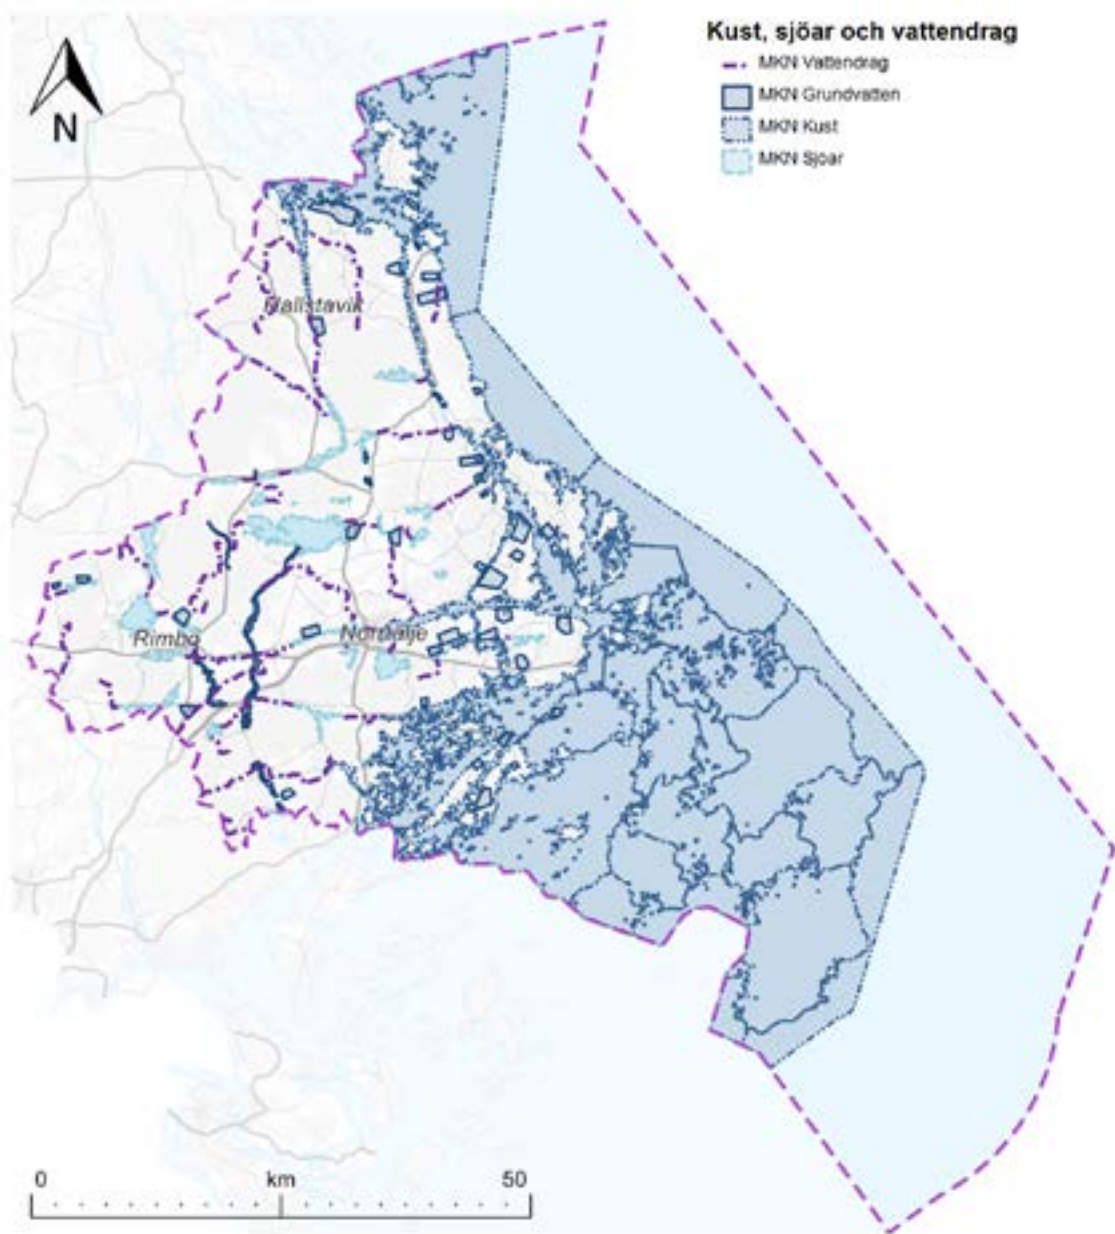 Kust, sjöar och vattendrag
MKN Vattendrag
MKN Grundvatten
MKN Kust
MKN Sjöar
N
Hallstavik
Rimbo
Norrtälje
0 km 50